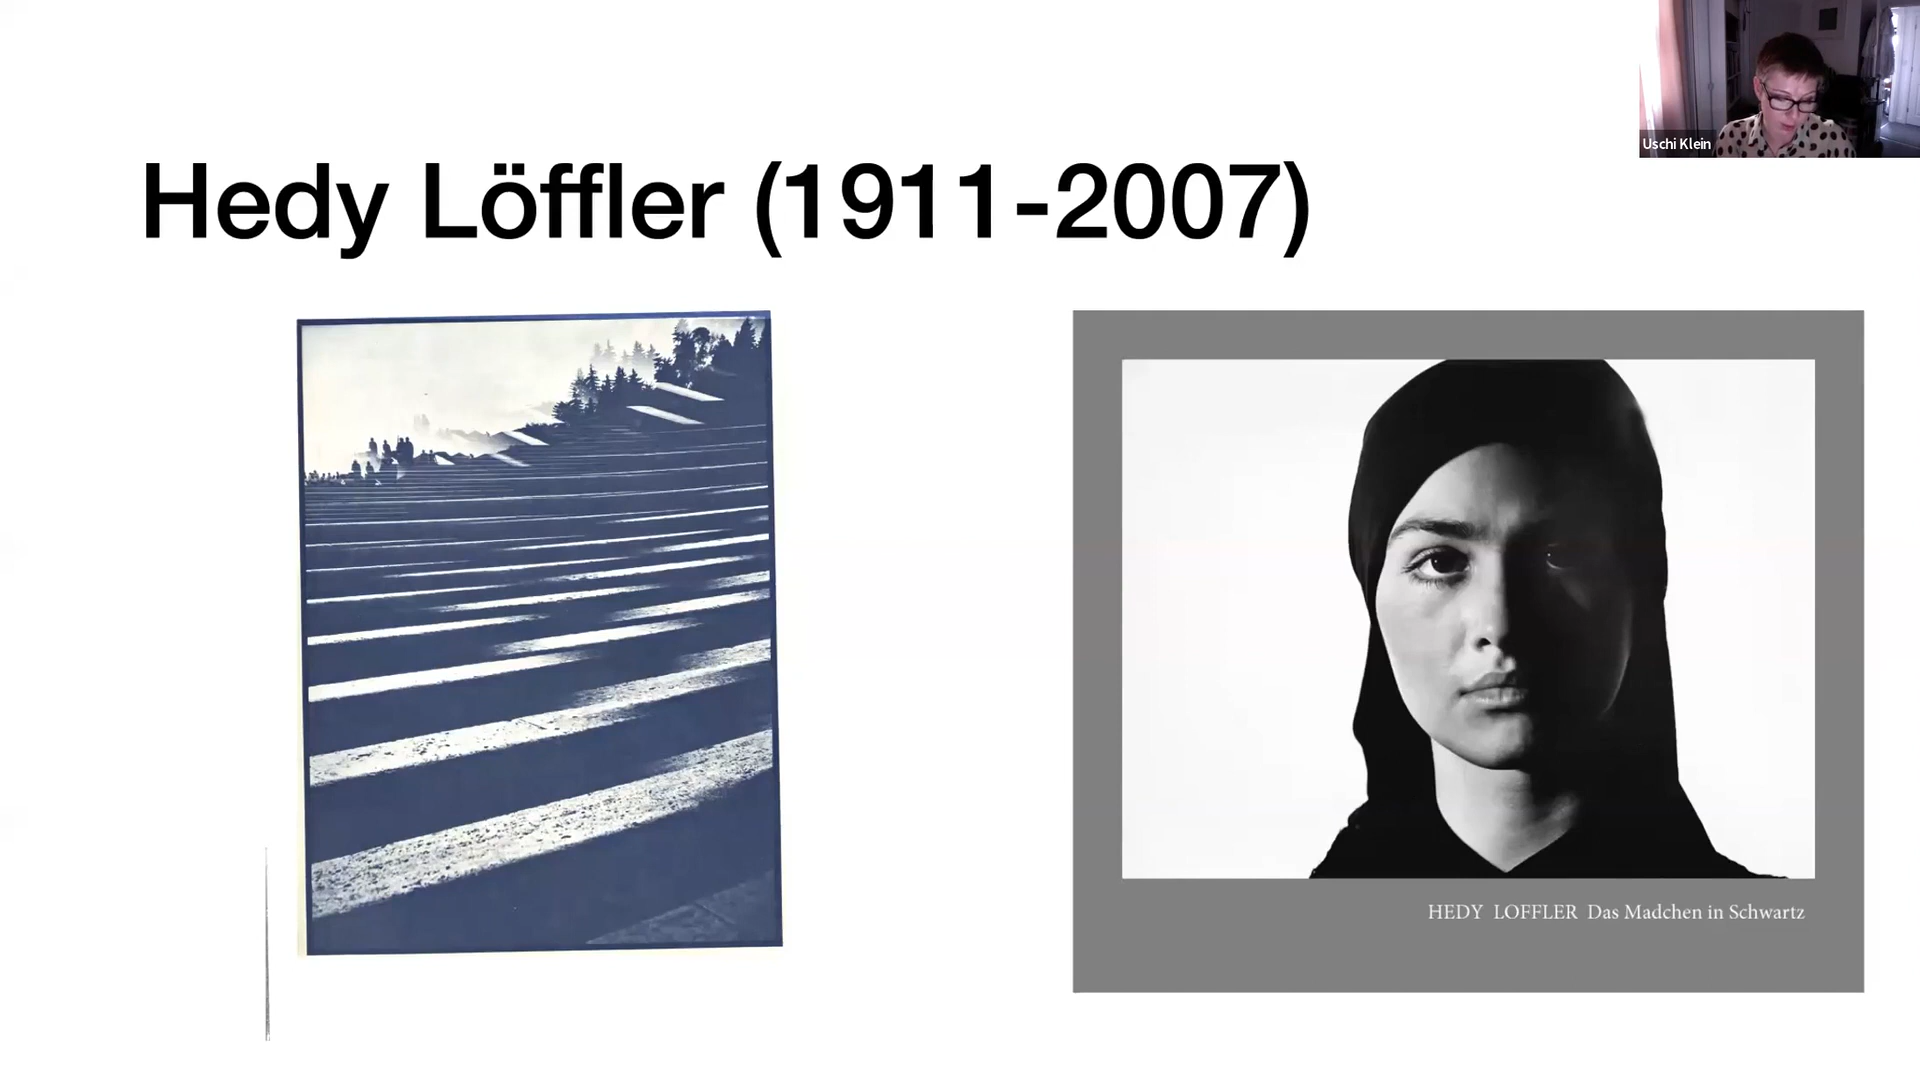 Uschi Klein
Hedy Löffler (1911-2007)
HEDY LOFFLER Das Madchen in Schwartz